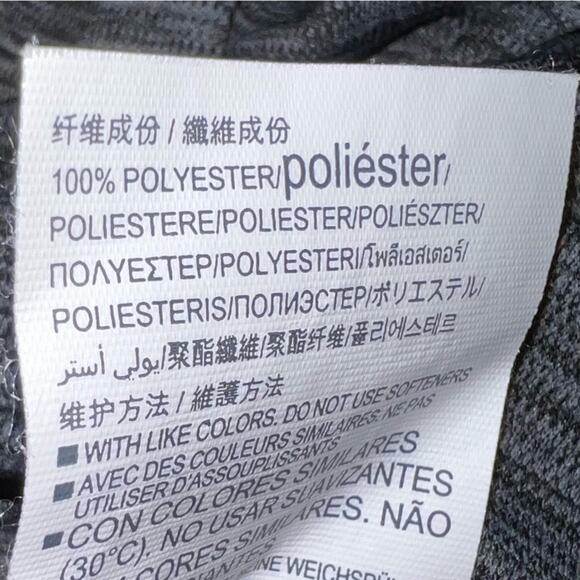 纤维成份 / 纖維成份
100% POLYESTER/poliéster/
POLIESTERE/POLIESTER/POLIÉSZTER/
ΠΟΛΥΕΣΤΕΡ/POLYESTERI/โพลีเอสเตอร์/
POLIESTERIS/ПОЛИЭСТЕР/ポリエステル/
يولي أستر/聚酯纖維/聚酯纤维/폴리에스테르
维护方法 / 維護方法
WITH LIKE COLORS. DO NOT USE SOFTENERS
AVEC DES COULEURS SIMILAIRES. NE PAS
UTILISER D'ASSOUPLISSANTS
CON COLORES SIMILARES
(30°C). NO USAR SUAVIZANTES
CORES SIMILARES. NÃO